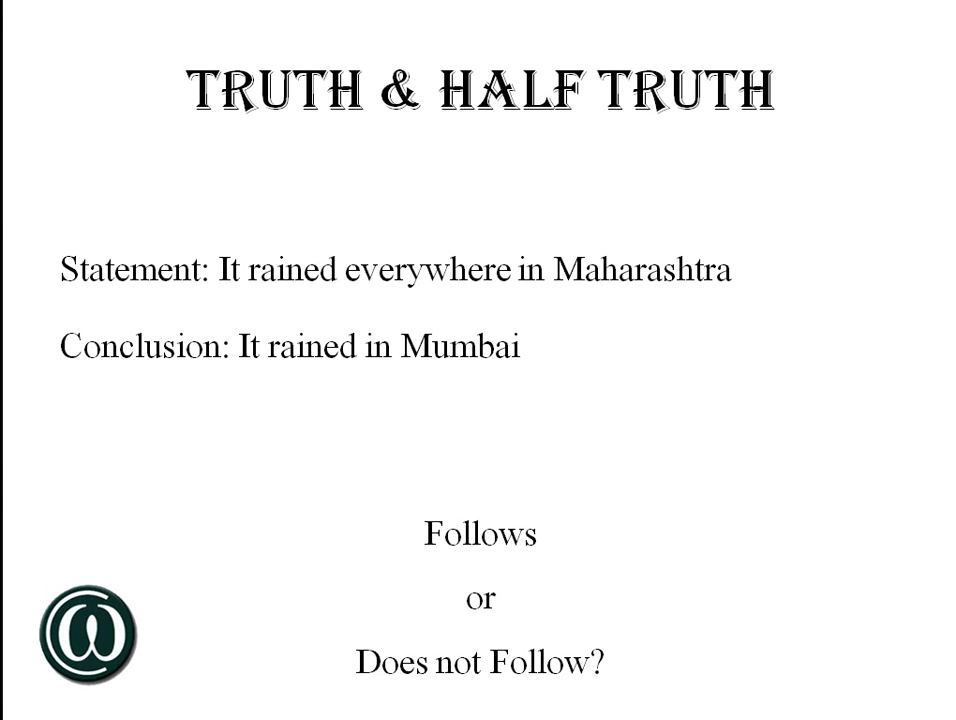 TRUTH & HALF TRUTH
Statement: It rained everywhere in Maharashtra
Conclusion: It rained in Mumbai
Follows
or
Does not Follow?